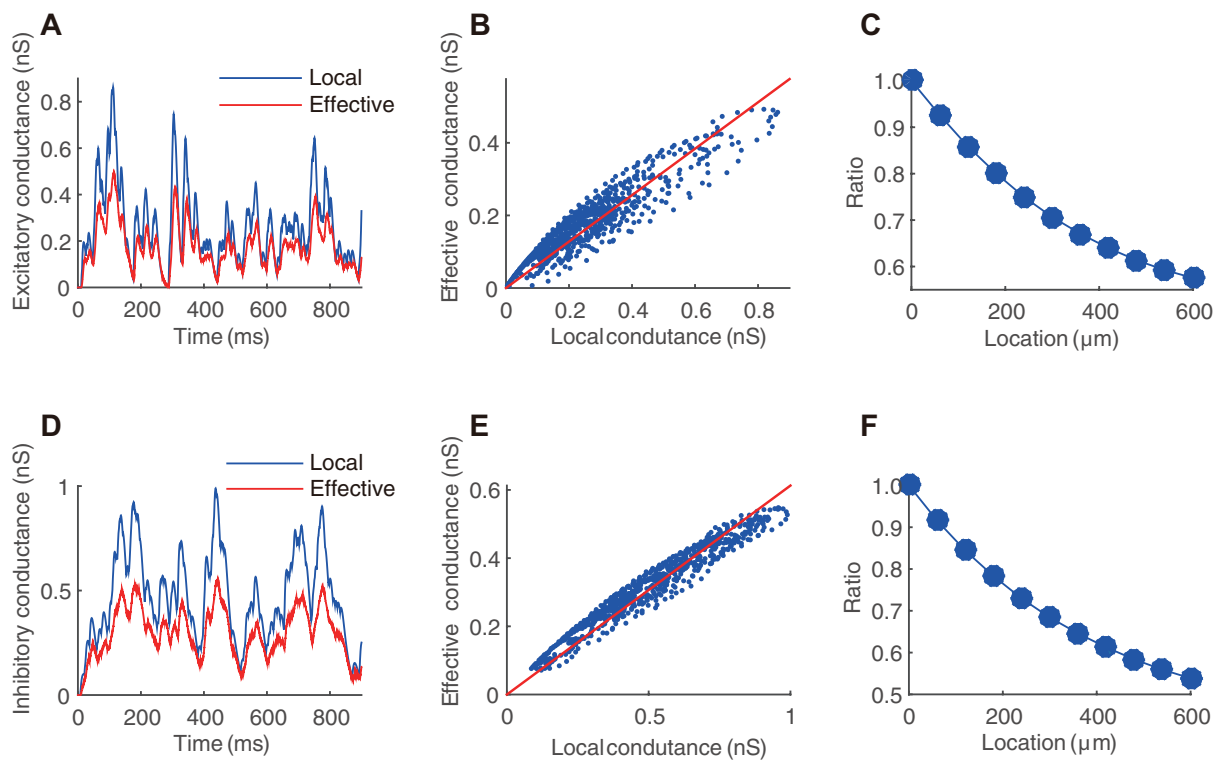 A
Excitatory conductance (nS)
0.8
0.6
0.4
0.2
0
0 200 400 600 800
Time (ms)
Local
Effective
B
Effective conductance (nS)
0.4
0.2
0
0 0.2 0.4 0.6 0.8
Local condutance (nS)
C
Ratio
1.0
0.9
0.8
0.7
0.6
0 200 400 600
Location (µm)
D
Inhibitory conductance (nS)
1
0.5
0
0 200 400 600 800
Time (ms)
Local
Effective
E
Effective conductance (nS)
0.6
0.4
0.2
0
0 0.5 1
Local condutance (nS)
F
Ratio
1.0
0.9
0.8
0.7
0.6
0.5
0 200 400 600
Location (µm)